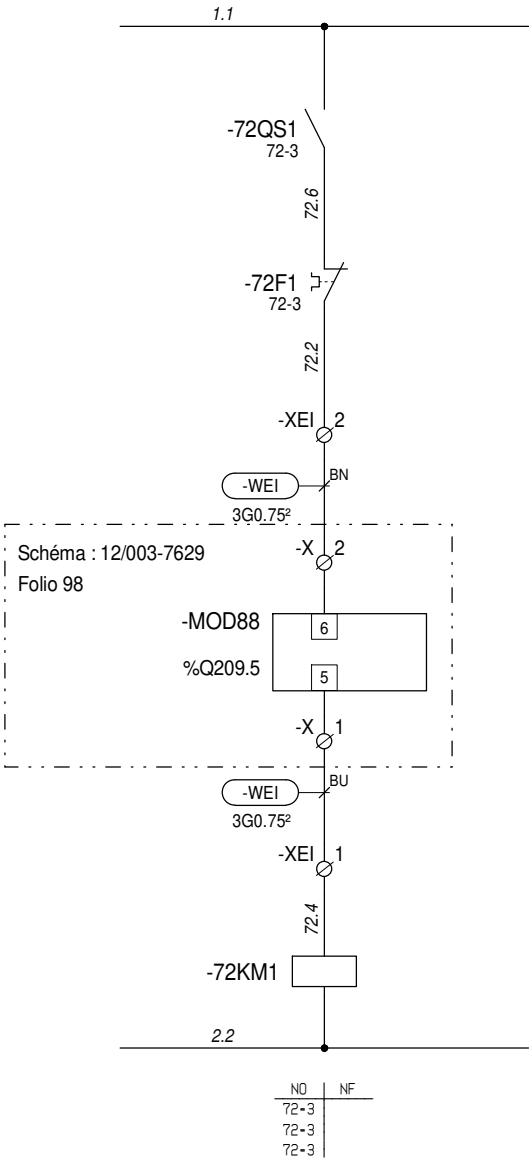 1.1
-72QS1
72-3
72.6
-72F1
72-3
72.2
-XEI 2
-WEI BN
3G0.75²
Schéma : 12/003-7629
-X 2
Folio 98
-MOD88 6
%Q209.5 5
-X 1
-WEI BU
3G0.75²
-XEI 1
72.4
-72KM1
2.2
NO NF
72-3
72-3
72-3